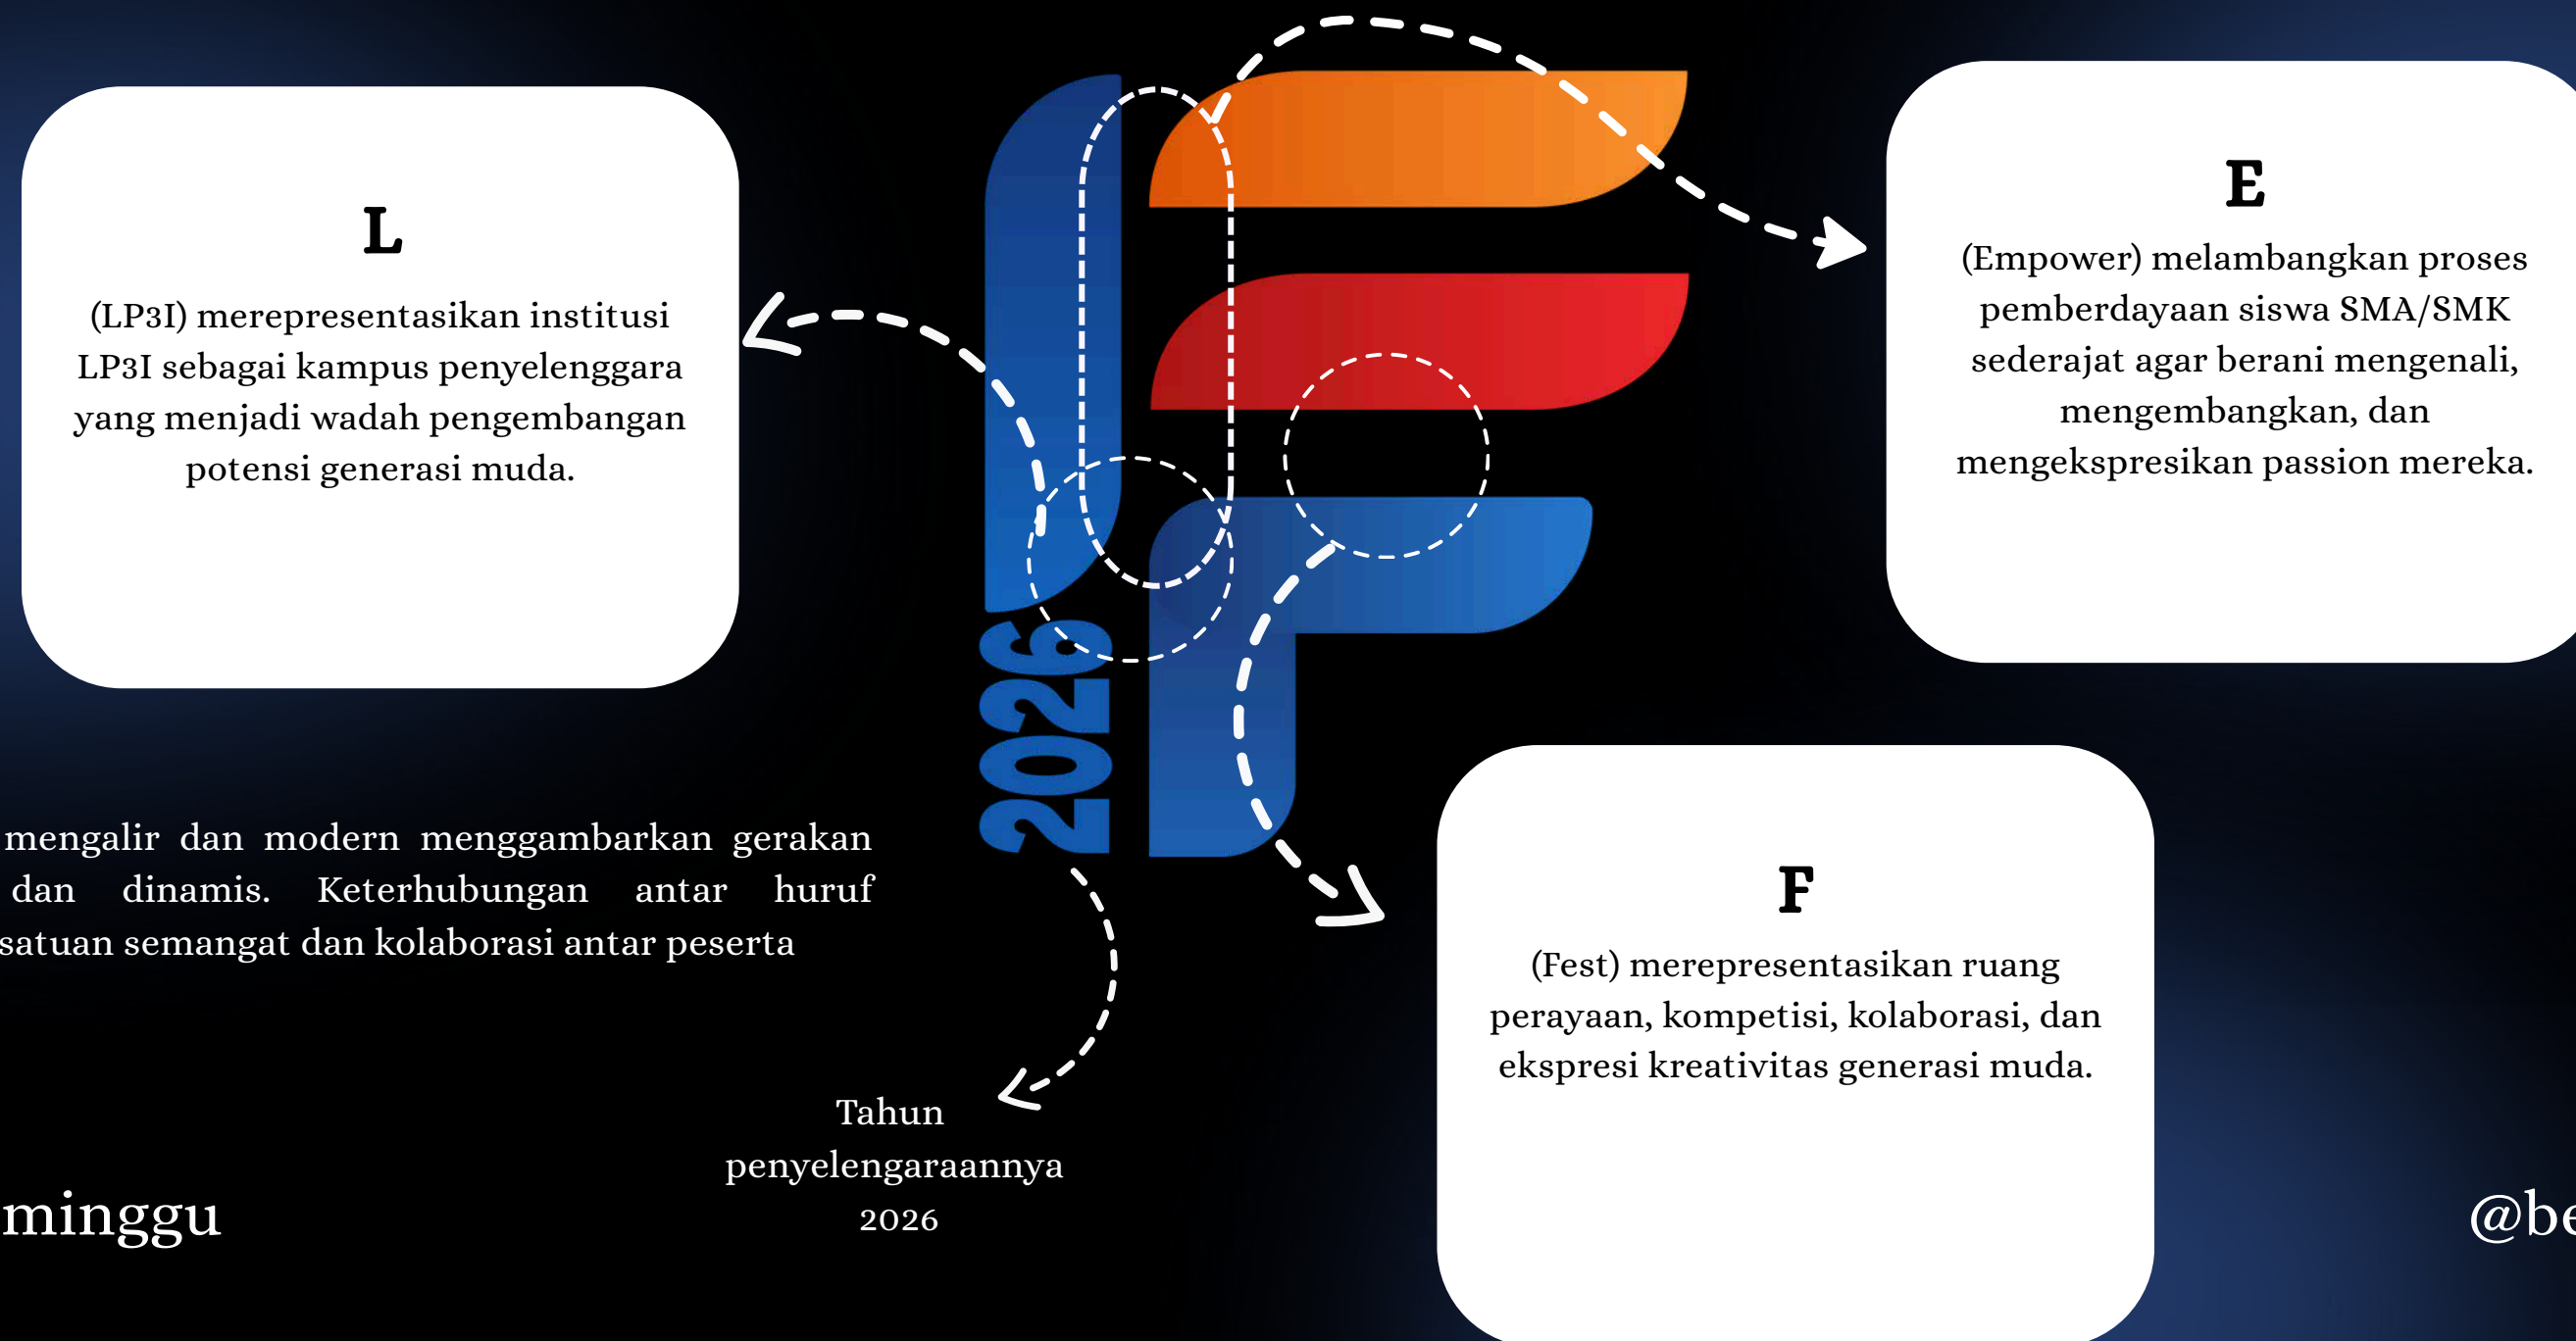 L
(LP3I) merepresentasikan institusi
LP3I sebagai kampus penyelenggara
yang menjadi wadah pengembangan
potensi generasi muda.
E
(Empower) melambangkan proses
pemberdayaan siswa SMA/SMK
sederajat agar berani mengenali,
mengembangkan, dan
mengekspresikan passion mereka.
2026
mengalir dan modern menggambarkan gerakan
dan dinamis. Keterhubungan antar huruf
satuan semangat dan kolaborasi antar peserta
F
(Fest) merepresentasikan ruang
perayaan, kompetisi, kolaborasi, dan
ekspresi kreativitas generasi muda.
Tahun
penyelengaraannya
2026
minggu
@be